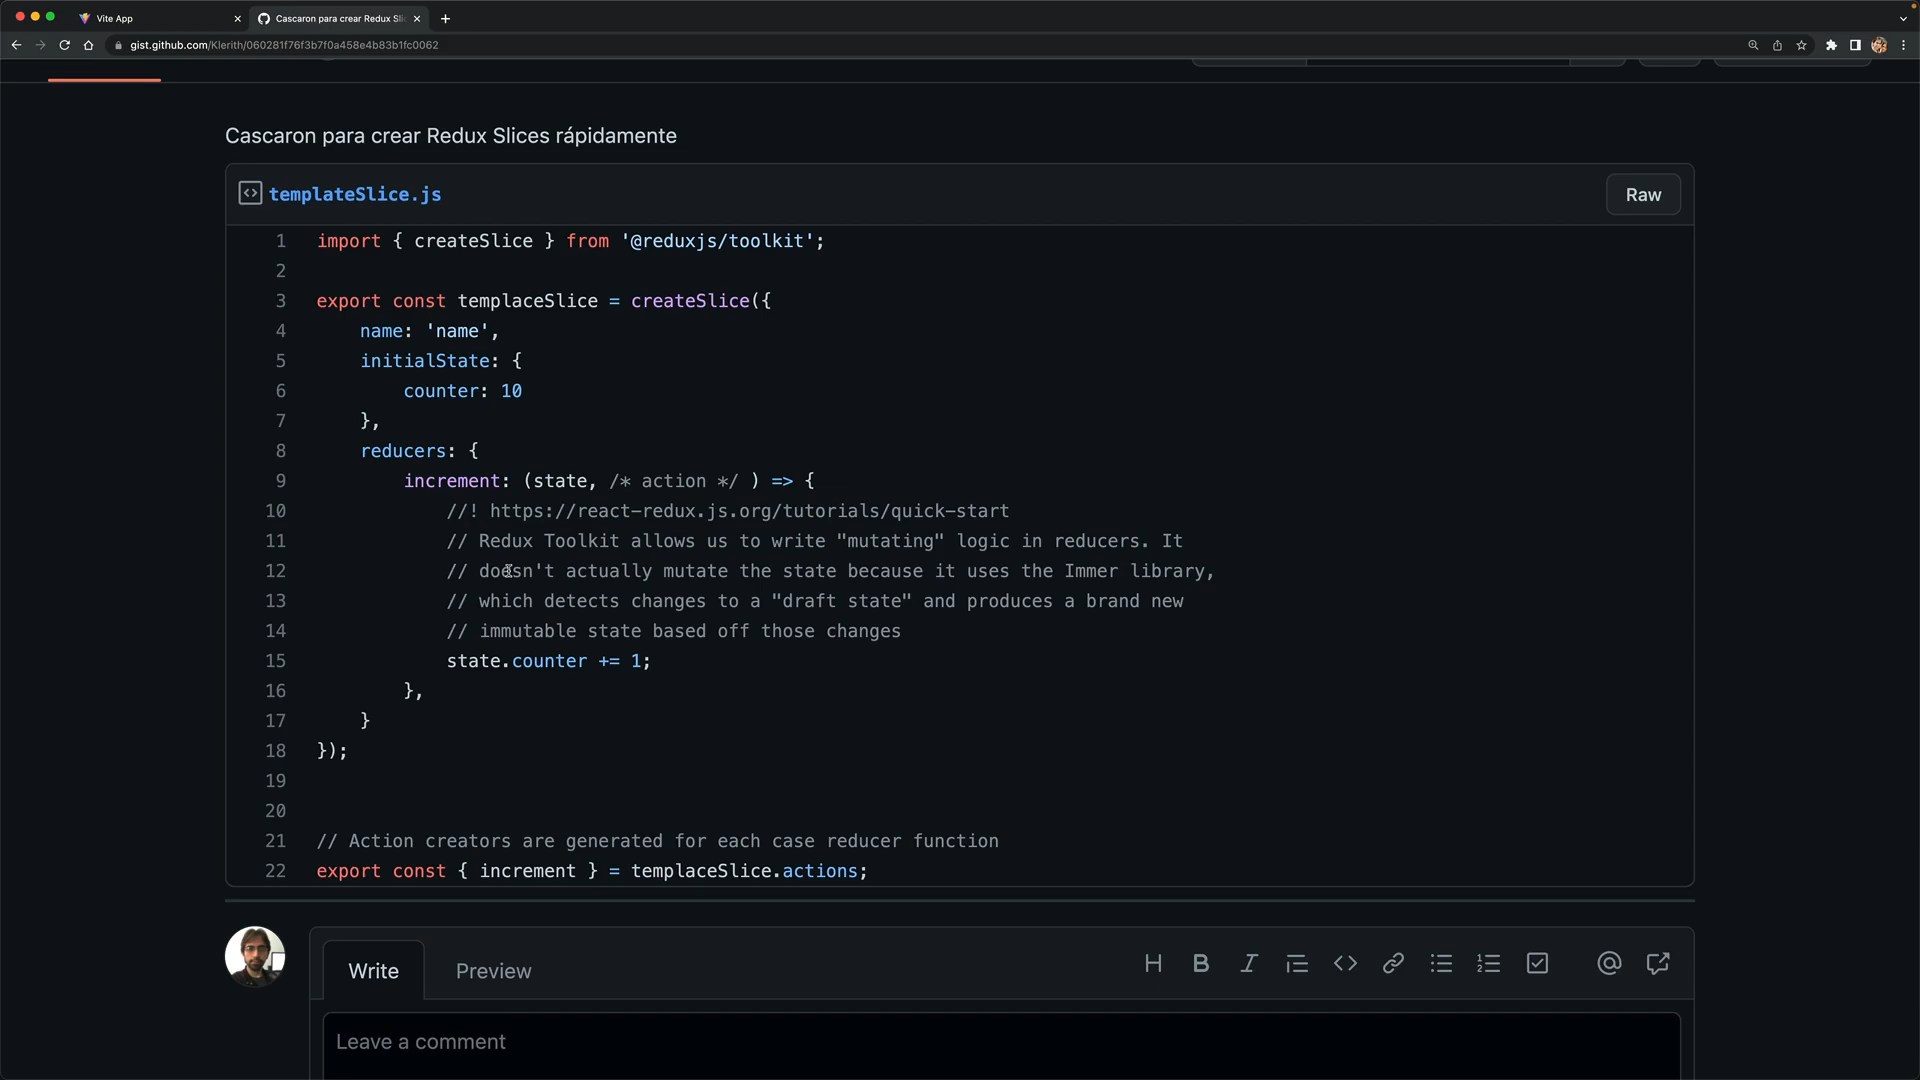 Vite App
Cascaron para crear Redux Sli
gist.github.com/Klerith/060281f76f3b7f0a458e4b83b1fc0062
Cascaron para crear Redux Slices rápidamente
templateSlice.js
Raw
1 import { createSlice } from '@reduxjs/toolkit';
2
3 export const templaceSlice = createSlice({
4 name: 'name',
5 initialState: {
6 counter: 10
7 },
8 reducers: {
9 increment: (state, /* action */ ) => {
10 //! https://react-redux.js.org/tutorials/quick-start
11 // Redux Toolkit allows us to write "mutating" logic in reducers. It
12 // doesn't actually mutate the state because it uses the Immer library,
13 // which detects changes to a "draft state" and produces a brand new
14 // immutable state based off those changes
15 state.counter += 1;
16 },
17 }
18 });
19
20
21 // Action creators are generated for each case reducer function
22 export const { increment } = templaceSlice.actions;
Write
Preview
Leave a comment